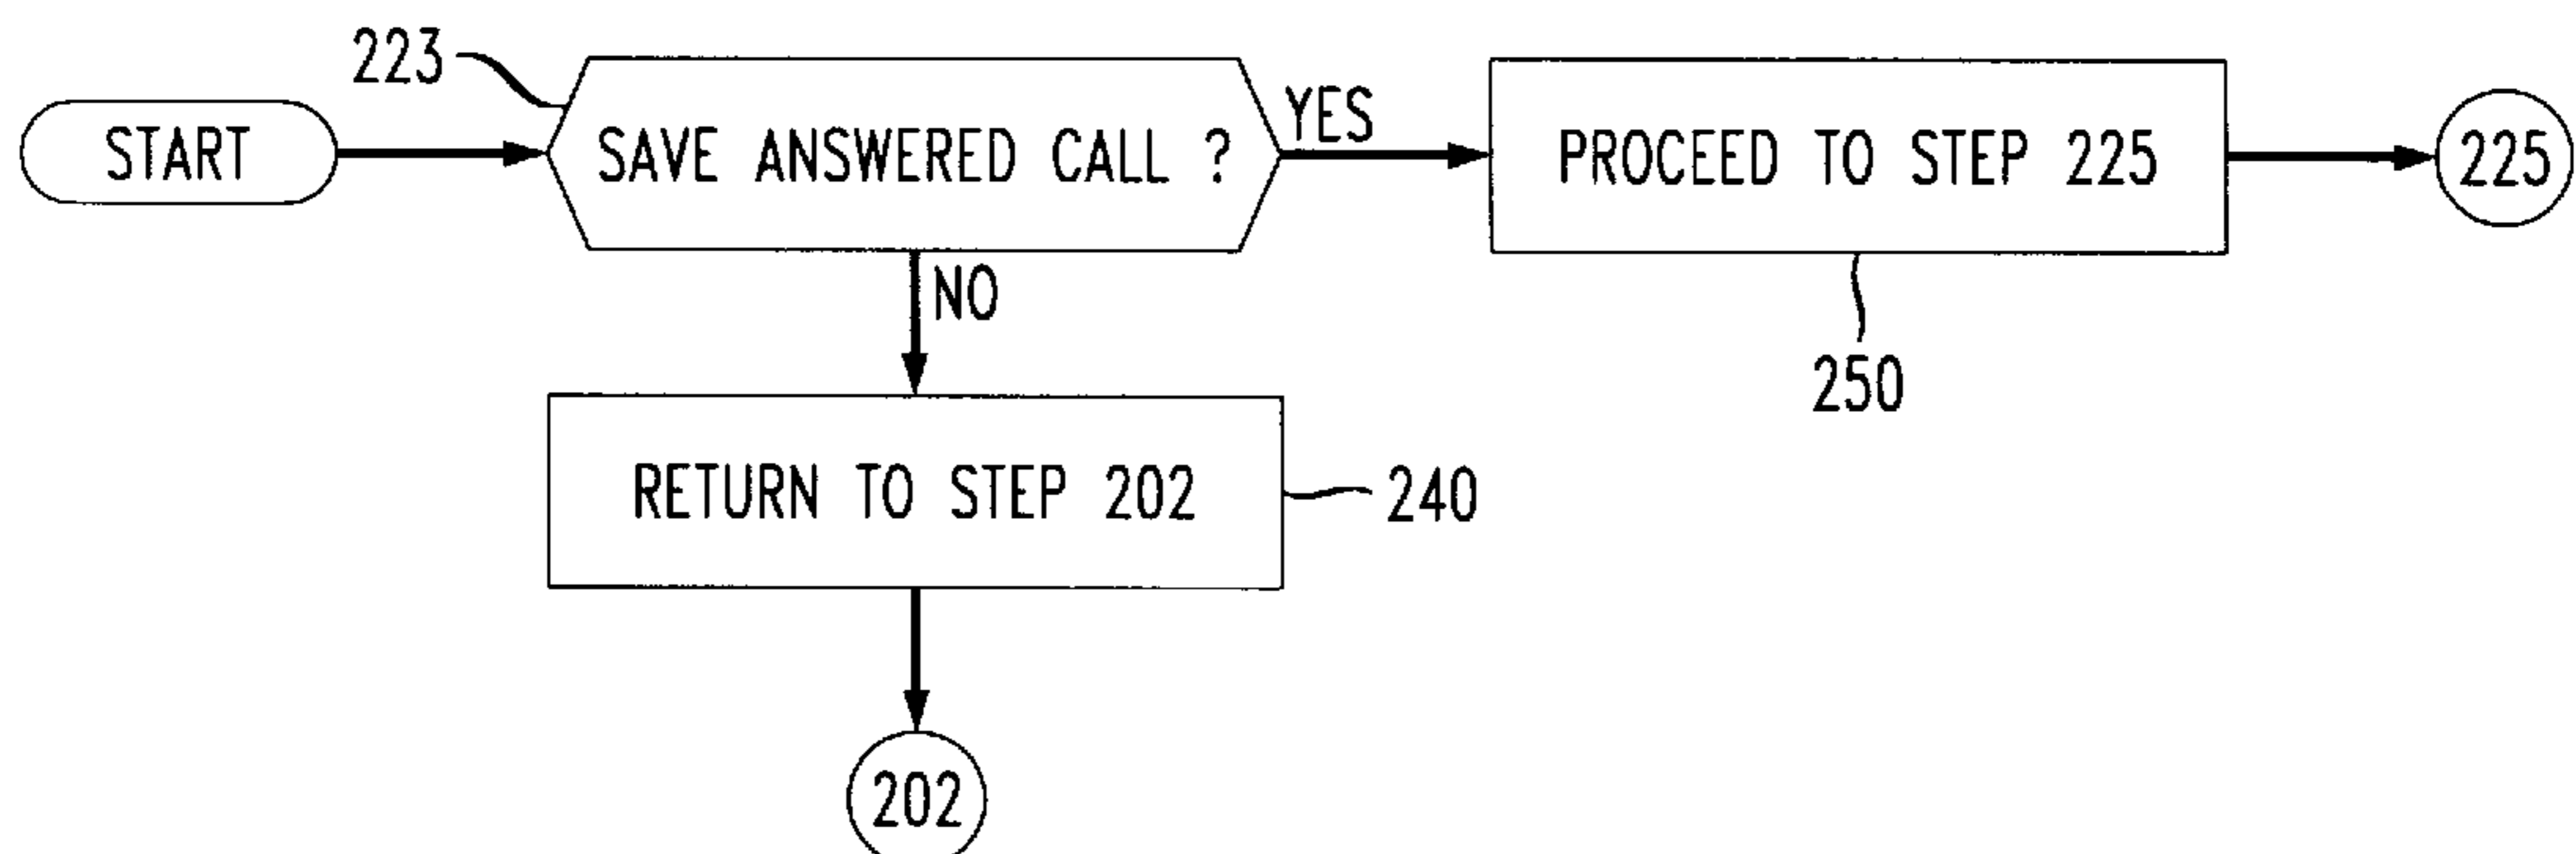 223
START
SAVE ANSWERED CALL ?
YES
PROCEED TO STEP 225
225
NO
250
RETURN TO STEP 202
240
202